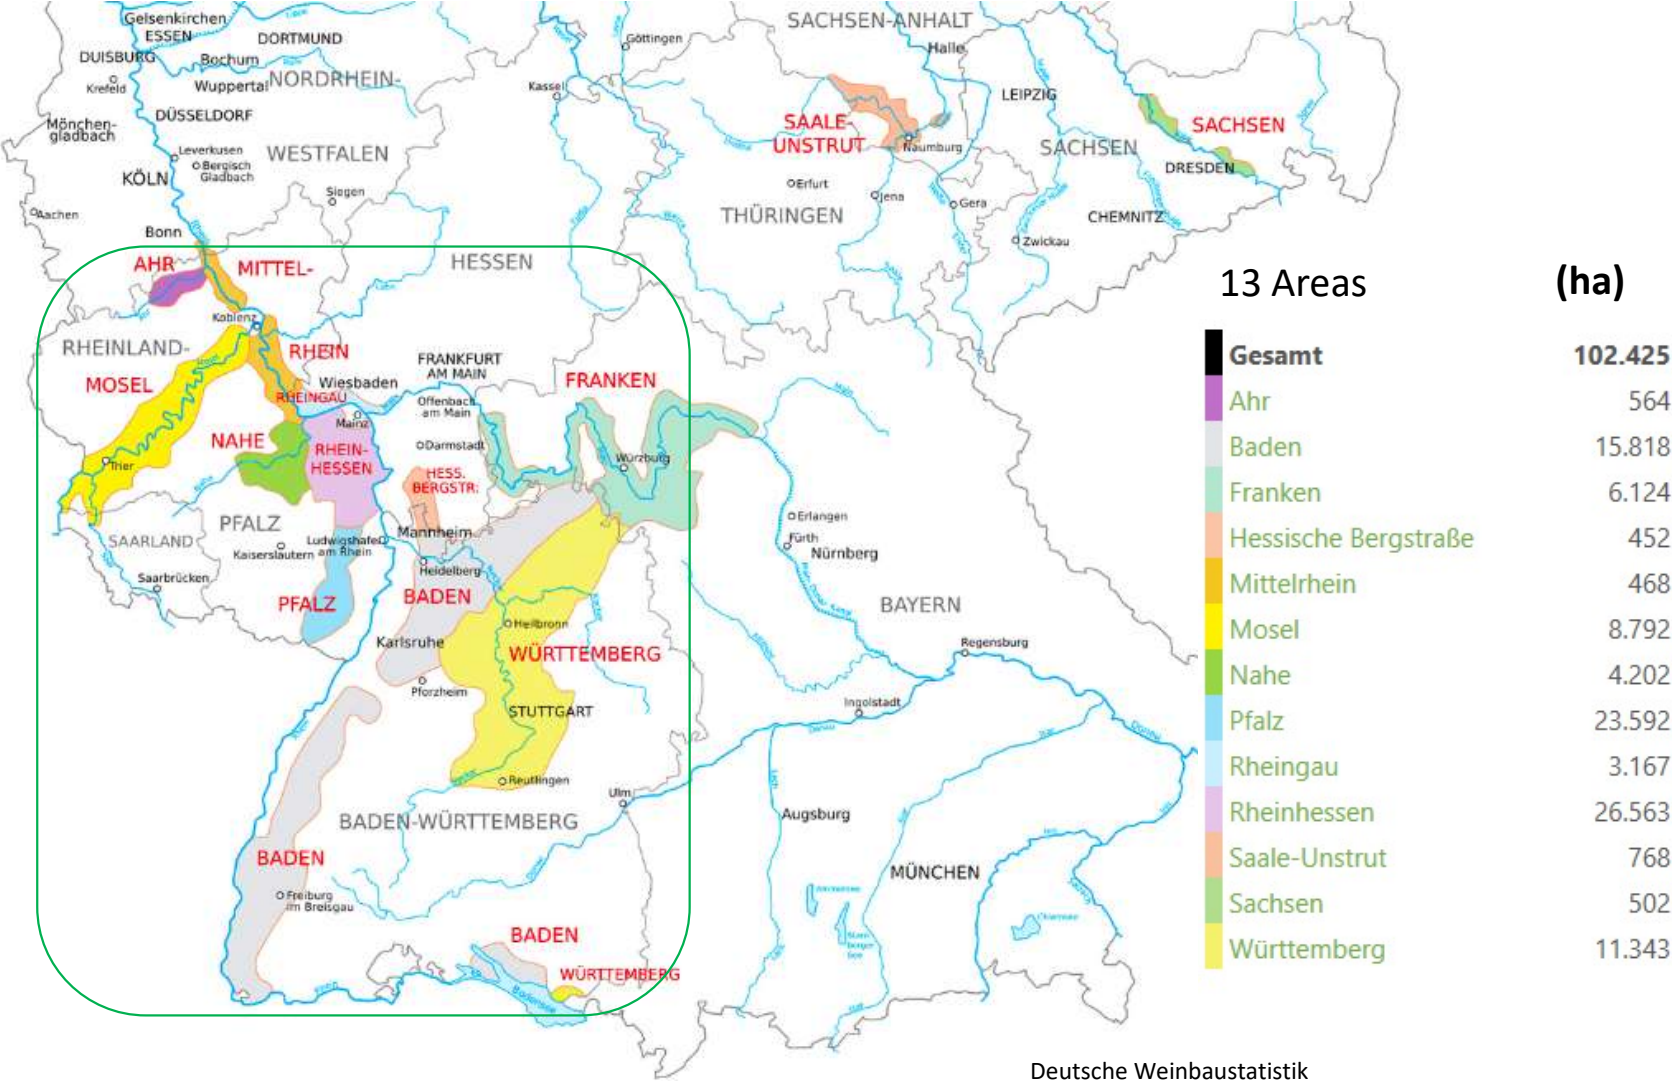 Gelsenkirchen
ESSEN
DORTMUND
DUISBURG
Bochum
Krefeld
Wuppertal
NORDRHEIN-
DÜSSELDORF
Mönchen-
gladbach
Leverkusen
WESTFALEN
Bergisch
Gladbach
KÖLN
Siegen
Aachen
Bonn
Göttingen
Kassel
SACHSEN-ANHALT
Halle
LEIPZIG
SAALE-
UNSTRUT
Naumburg
SACHSEN
SACHSEN
DRESDEN
Erfurt
Jena
Gera
THÜRINGEN
CHEMNITZ
Zwickau
AHR
MITTEL-
HESSEN
Koblenz
RHEINLAND-
RHEIN
MOSEL
FRANKFURT
AM MAIN
Wiesbaden
FRANKEN
RHEINGAU
Offenbach
am Main
Mainz
NAHE
RHEIN-
HESSEN
Darmstadt
Trier
Würzburg
HESS.
BERGSTR.
PFALZ
SAARLAND
Kaiserslautern
Ludwigshafen
am Rhein
Mannheim
Saarbrücken
Heidelberg
PFALZ
BADEN
Heilbronn
Karlsruhe
WÜRTTEMBERG
Pforzheim
STUTTGART
Reutlingen
Ulm
BADEN-WÜRTTEMBERG
BADEN
Freiburg
im Breisgau
BADEN
WÜRTTEMBERG
Bodensee
Main
Erlangen
Fürth
Nürnberg
BAYERN
Regensburg
Ingolstadt
Donau
Augsburg
MÜNCHEN
13 Areas (ha)
Gesamt 102.425
Ahr 564
Baden 15.818
Franken 6.124
Hessische Bergstraße 452
Mittelrhein 468
Mosel 8.792
Nahe 4.202
Pfalz 23.592
Rheingau 3.167
Rheinhessen 26.563
Saale-Unstrut 768
Sachsen 502
Württemberg 11.343
Deutsche Weinbaustatistik